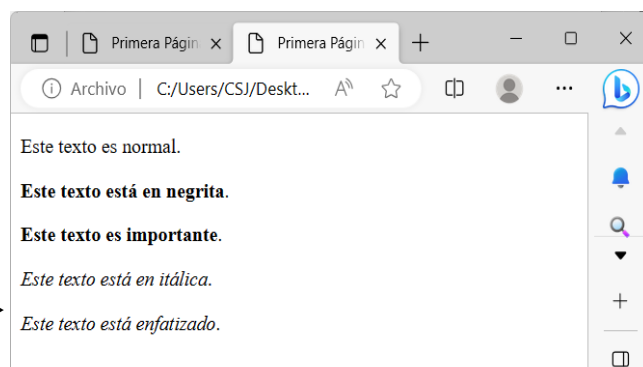 Primera Págin Primera Págin
Archivo C:/Users/CSJ/Deskt...
Este texto es normal.
Este texto está en negrita.
Este texto es importante.
Este texto está en itálica.
Este texto está enfatizado.